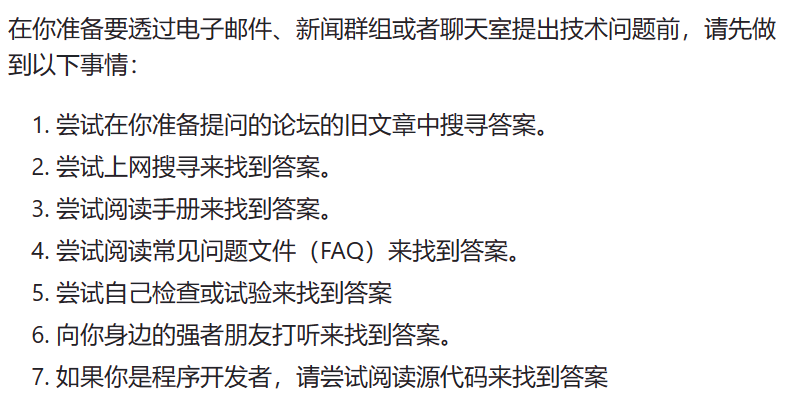 在你准备要透过电子邮件、新闻群组或者聊天室提出技术问题前，请先做
到以下事情：
1. 尝试在你准备提问的论坛的旧文章中搜寻答案。
2. 尝试上网搜寻来找到答案。
3. 尝试阅读手册来找到答案。
4. 尝试阅读常见问题文件（FAQ）来找到答案。
5. 尝试自己检查或试验来找到答案
6. 向你身边的强者朋友打听来找到答案。
7. 如果你是程序开发者，请尝试阅读源代码来找到答案